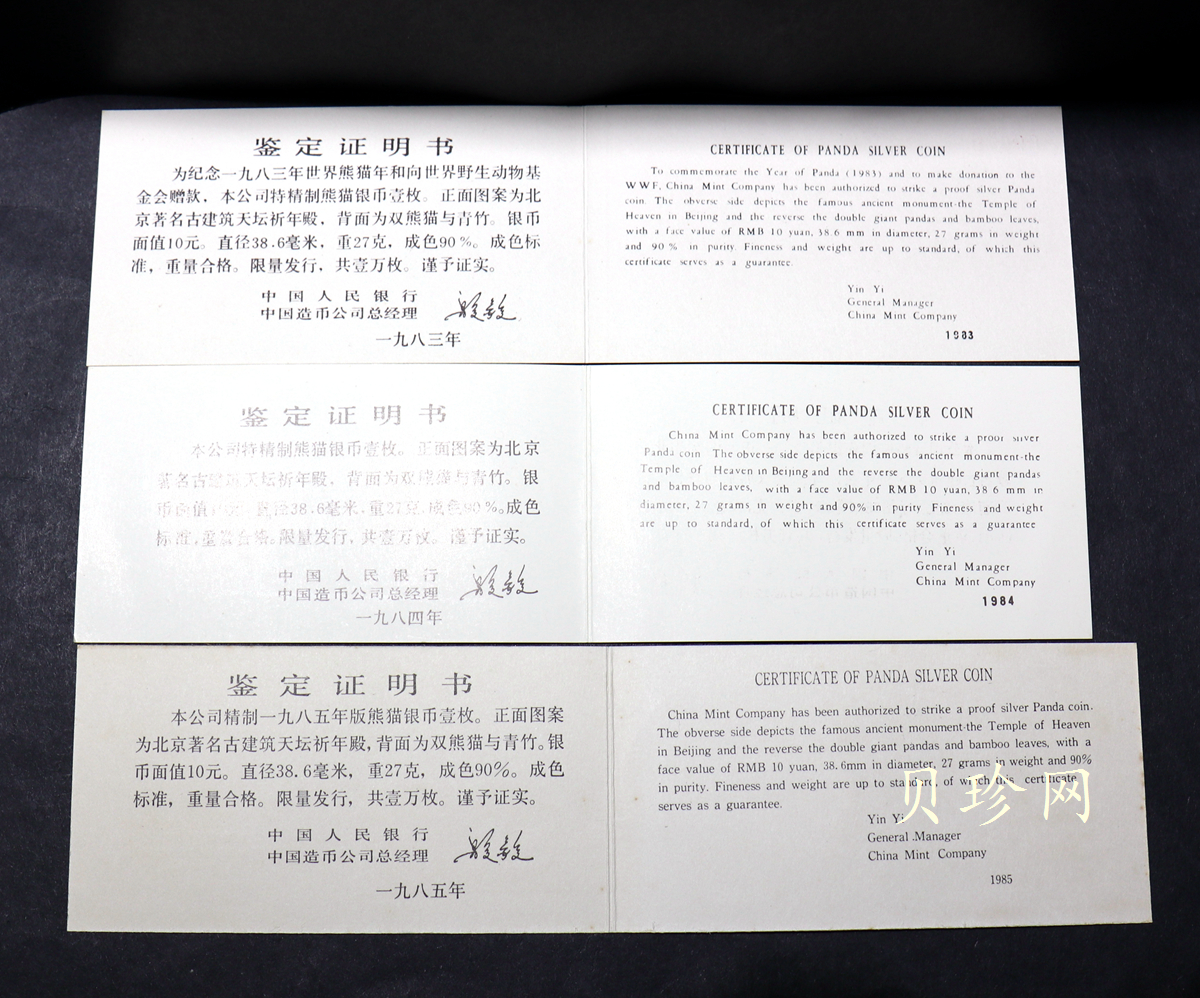 鉴定证明书
为纪念一九八三年世界熊猫年和向世界野生动物基
金会赠款，本公司特精制熊猫银币壹枚。正面图案为北
京著名古建筑天坛祈年殿，背面为双熊猫与青竹。银币
面值10元。直径38.6毫米，重27克，成色90%。成色标
准，重量合格。限量发行，共壹万枚。谨予证实。
中国人民银行
中国造币公司总经理
一九八三年
CERTIFICATE OF PANDA SILVER COIN
To commemorate the Year of Panda (1983) and to make donation to the
WWF, China Mint Company has been authorized to strike a proof silver Panda
coin. The obverse side depicts the famous ancient monument-the Temple of
Heaven in Beijing and the reverse the double giant pandas and bamboo leaves,
with a face value of RMB 10 yuan, 38.6 mm in diameter, 27 grams in weight
and 90% in purity. Fineness and weight are up to standard, of which this
certificate serves as a guarantee.
Yin Yi
General Manager
China Mint Company
1983
鉴定证明书
本公司特精制熊猫银币壹枚。正面图案为北京
著名古建筑天坛祈年殿，背面为双熊猫与青竹。银
币面值 直径38.6毫米，重27克，成色90%。成色
标准，重量合格。限量发行，共壹万枚。谨予证实。
中国人民银行
中国造币公司总经理
一九八四年
CERTIFICATE OF PANDA SILVER COIN
China Mint Company has been authorized to strike a proof silver
Panda coin The obverse side depicts the famous ancient monument-the
Temple of Heaven in Beijing and the reverse the double giant pandas
and bamboo leaves, with a face value of RMB 10 yuan, 38 6 mm in
diameter, 27 grams in weight and 90% in purity Fineness and weight
are up to standard, of which this certificate serves as a guarantee
Yin Yi
General Manager
China Mint Company
1984
鉴定证明书
本公司精制一九八五年版熊猫银币壹枚。正面图案
为北京著名古建筑天坛祈年殿，背面为双熊猫与青竹。银
币面值10元。直径38.6毫米，重27克，成色90%。成色
标准，重量合格。限量发行，共壹万枚。谨予证实。
中国人民银行
中国造币公司总经理
一九八五年
CERTIFICATE OF PANDA SILVER COIN
China Mint Company has been authorized to strike a proof silver Panda coin.
The obverse side depicts the famous ancient monument-the Temple of Heaven
in Beijing and the reverse the double giant pandas and bamboo leaves, with a
face value of RMB 10 yuan, 38.6mm in diameter, 27 grams in weight and 90%
in purity. Fineness and weight are up to standard, of which this certificate
serves as a guarantee.
Yin Yi
General .Manager
China Mint Company
1985
贝珍网